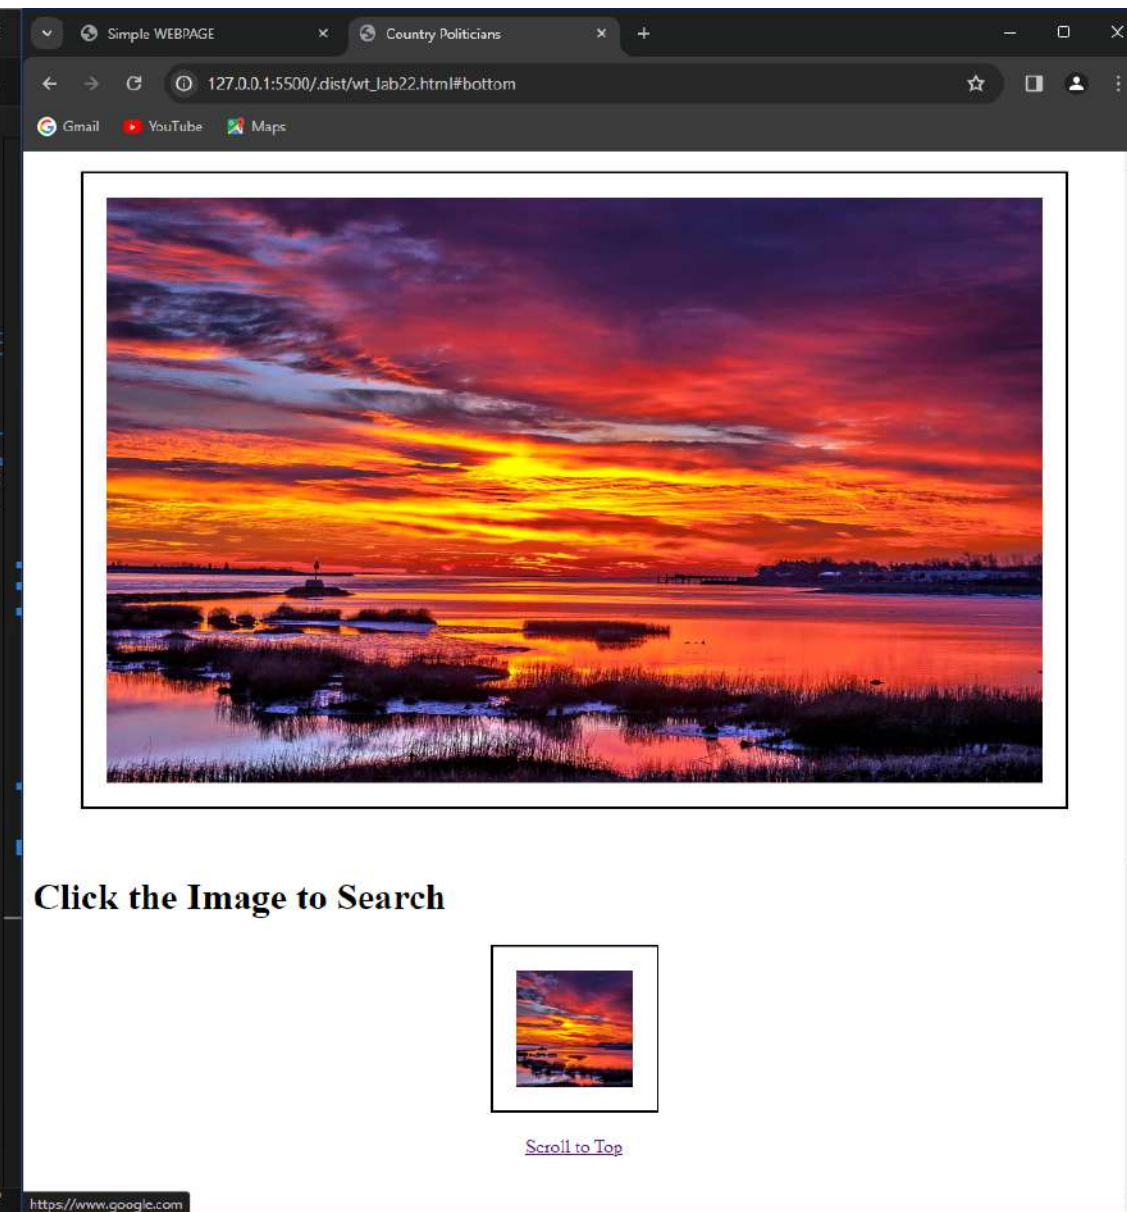 Simple WEBPAGE
Country Politicians
127.0.0.1:5500/.dist/wt_lab22.html#bottom
Gmail YouTube Maps
Click the Image to Search
Scroll to Top
https://www.google.com